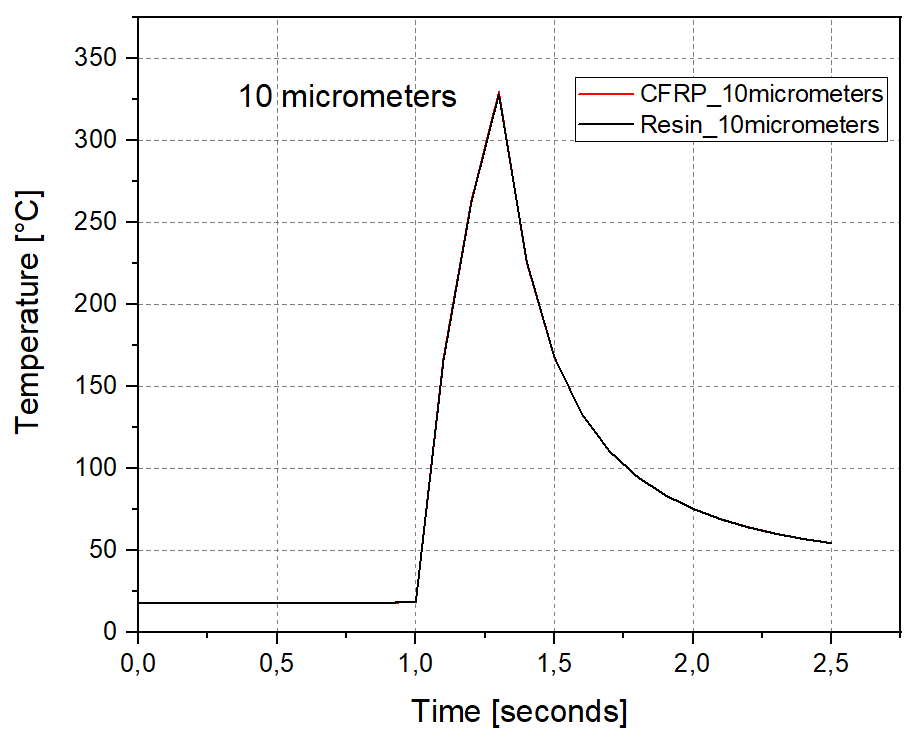 10 micrometers
CFRP_10micrometers
Resin_10micrometers
Temperature [°C]
350
300
250
200
150
100
50
0
0,0 0,5 1,0 1,5 2,0 2,5
Time [seconds]